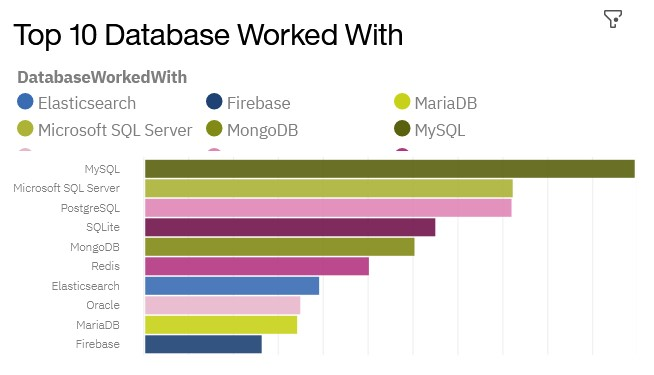 Top 10 Database Worked With
DatabaseWorkedWith
Elasticsearch Firebase MariaDB
Microsoft SQL Server MongoDB MySQL
MySQL
Microsoft SQL Server
PostgreSQL
SQLite
MongoDB
Redis
Elasticsearch
Oracle
MariaDB
Firebase